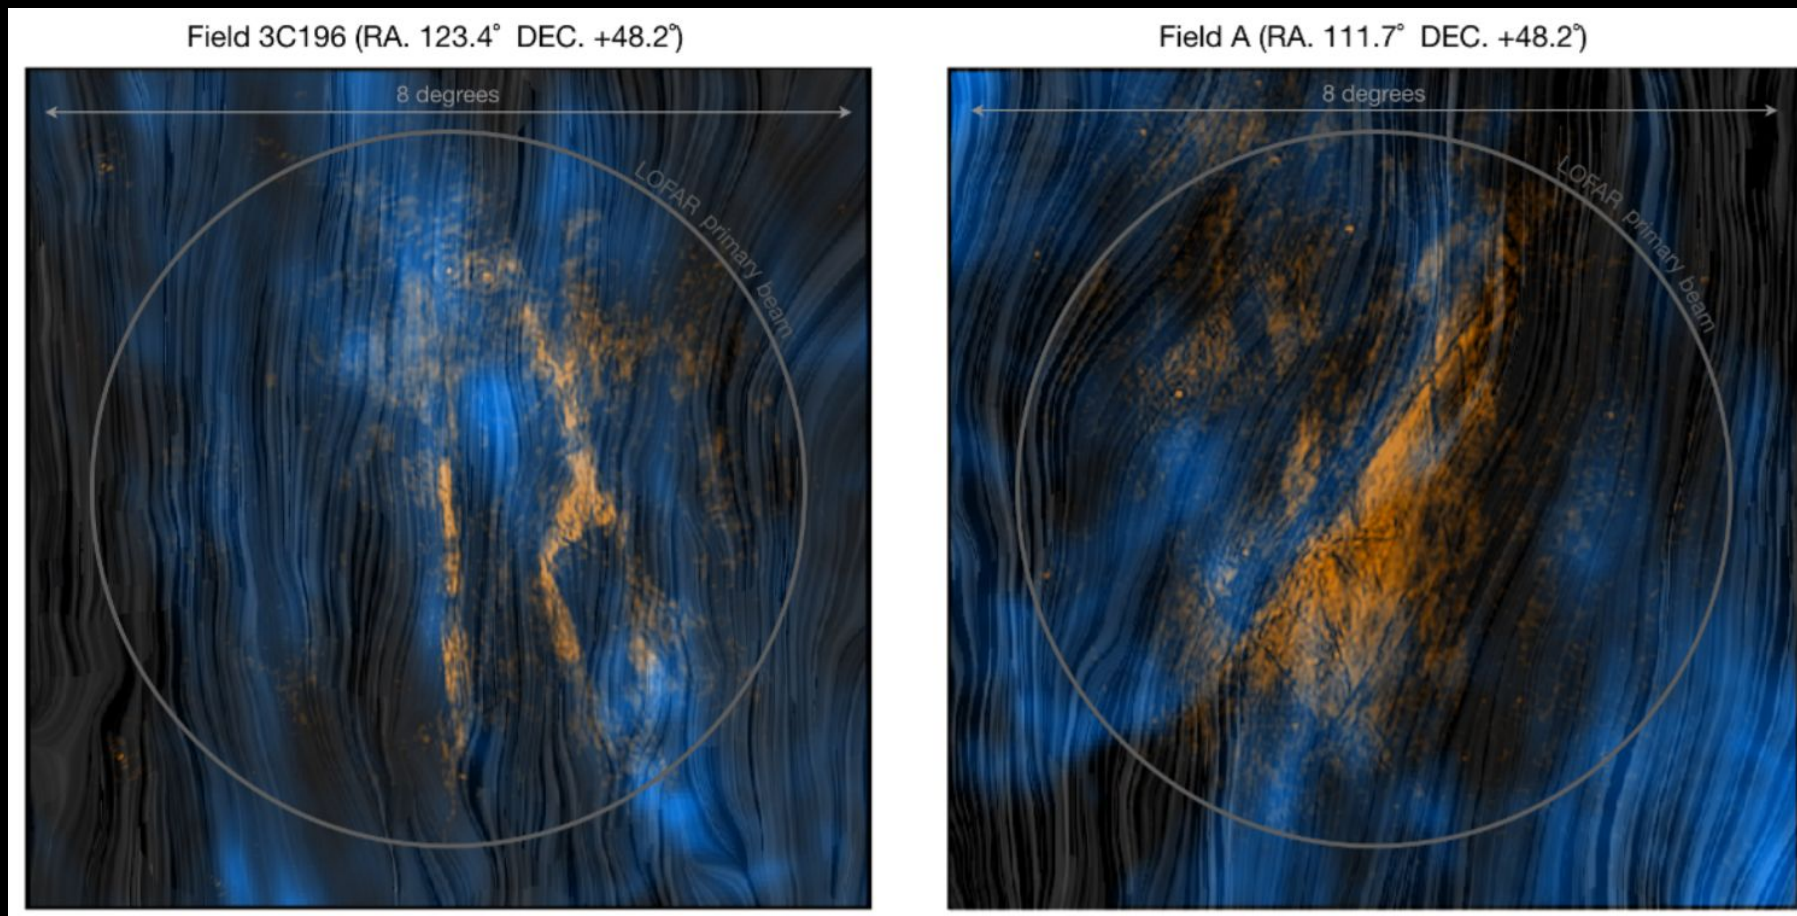 Field 3C196 (RA. 123.4° DEC. +48.2°)
8 degrees
LOFAR primary beam
Field A (RA. 111.7° DEC. +48.2°)
8 degrees
LOFAR primary beam